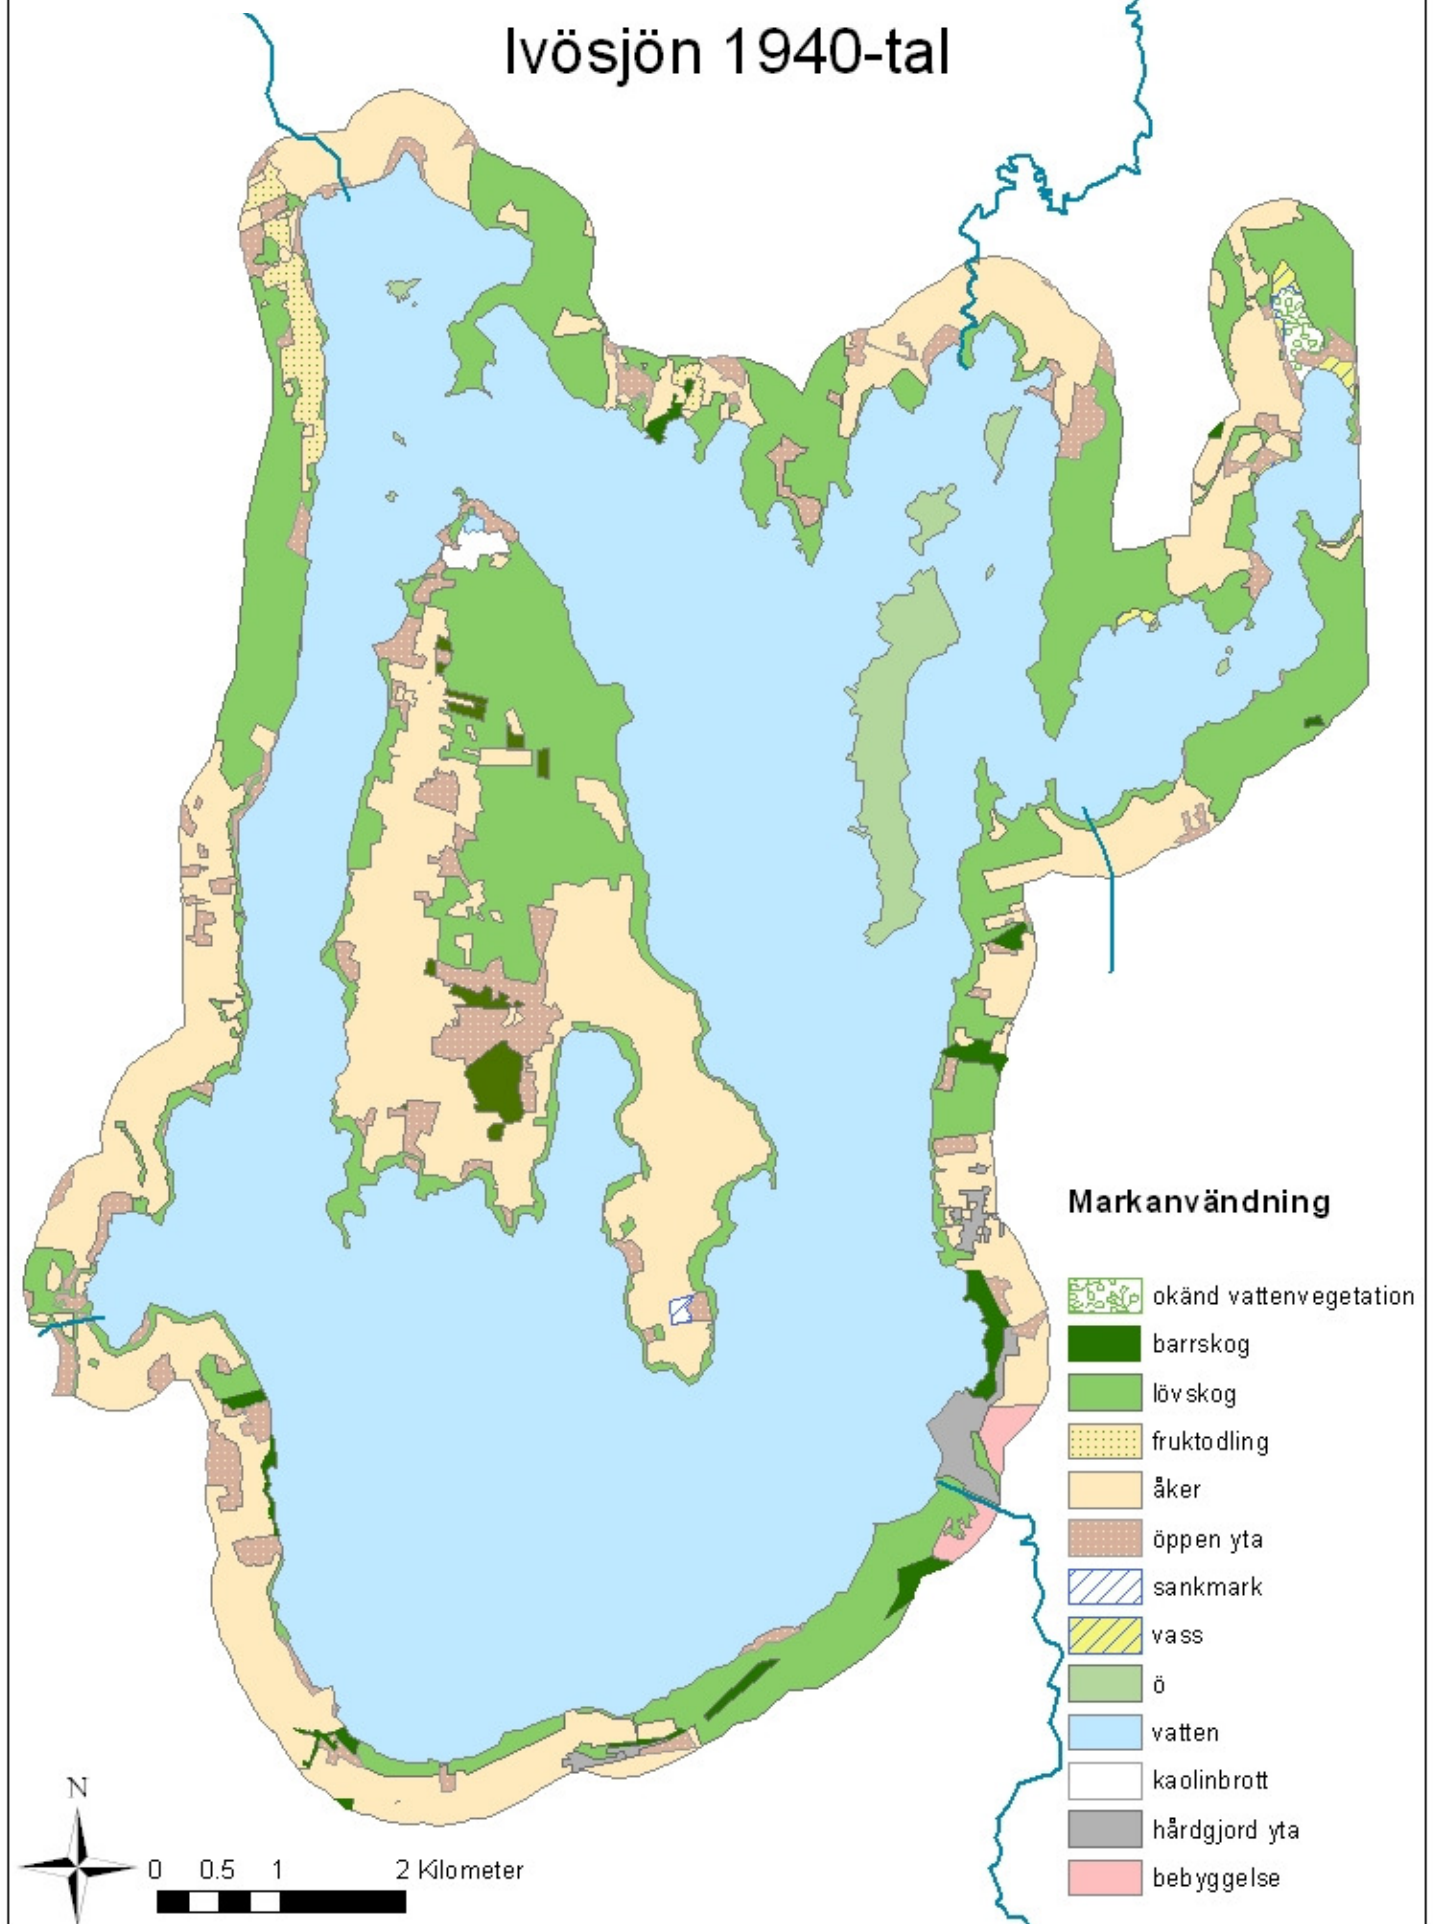 Ivösjön 1940-tal
Markanvändning
okänd vattenvegetation
barrskog
lövskog
fruktodling
åker
öppen yta
sankmark
vass
ö
vatten
kaolinbrott
hårdgjord yta
bebyggelse
N
0 0.5 1 2 Kilometer